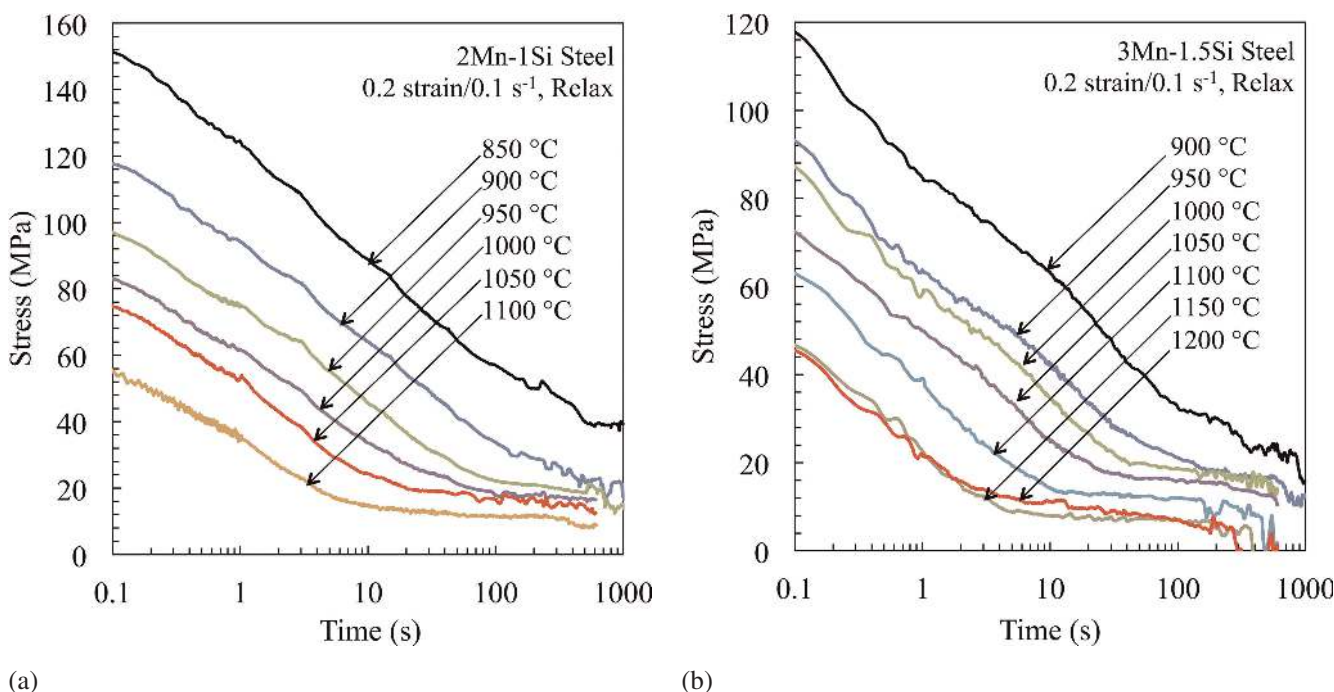 160
140
120
100
80
60
40
20
0
Stress (MPa)
2Mn-1Si Steel
0.2 strain/0.1 s⁻¹, Relax
850 °C
900 °C
950 °C
1000 °C
1050 °C
1100 °C
0.1 1 10 100 1000
Time (s)
(a)
120
100
80
60
40
20
0
Stress (MPa)
3Mn-1.5Si Steel
0.2 strain/0.1 s⁻¹, Relax
900 °C
950 °C
1000 °C
1050 °C
1100 °C
1150 °C
1200 °C
0.1 1 10 100 1000
Time (s)
(b)